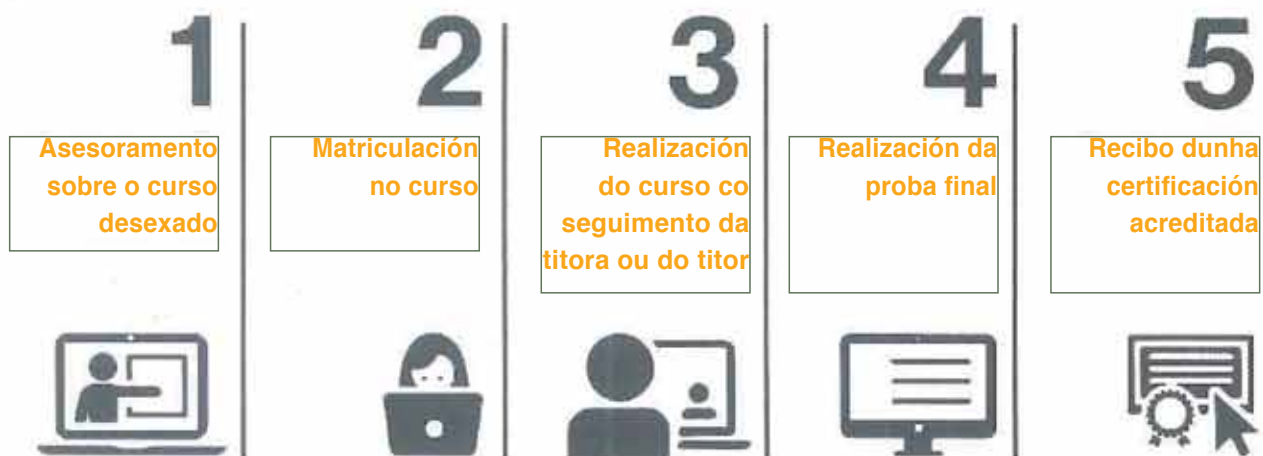 1
Asesoramento
sobre o curso
desexado
2
Matriculación
no curso
3
Realización
do curso co
seguimento da
titora ou do titor
4
Realización da
proba final
5
Recibo dunha
certificación
acreditada